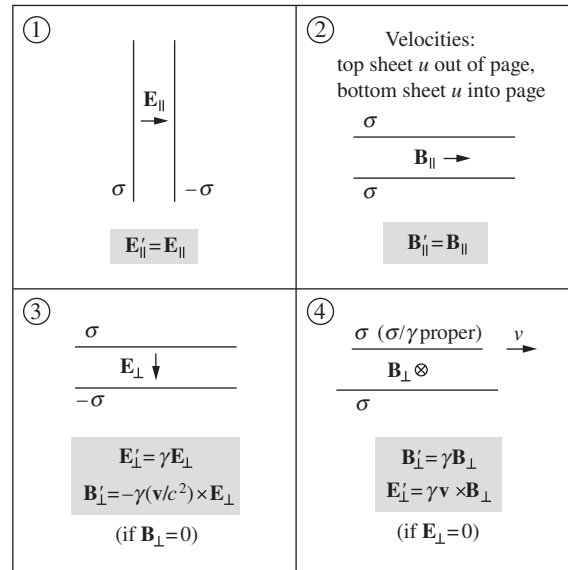 ①
E∥
σ
−σ
E′∥ = E∥
②
Velocities:
top sheet u out of page,
bottom sheet u into page
σ
B∥
σ
B′∥ = B∥
③
σ
E⊥
−σ
E′⊥ = γE⊥
B′⊥ = −γ(v/c²) × E⊥
(if B⊥ = 0)
④
σ (σ/γ proper)
v
B⊥ ⊗
σ
B′⊥ = γB⊥
E′⊥ = γv × B⊥
(if E⊥ = 0)